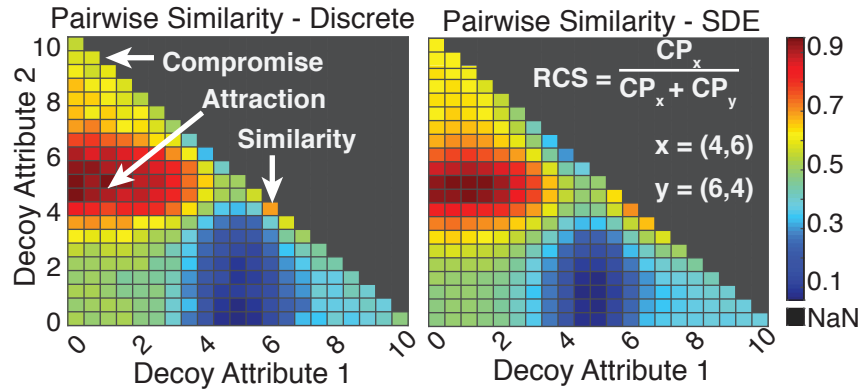 Pairwise Similarity - Discrete
Pairwise Similarity - SDE
Decoy Attribute 2
10
8
6
4
2
0
Compromise
Attraction
Similarity
0
2
4
6
8
10
Decoy Attribute 1
RCS = CPx / CPx + CPy
x = (4,6)
y = (6,4)
0
2
4
6
8
10
Decoy Attribute 1
0.9
0.7
0.5
0.3
0.1
NaN